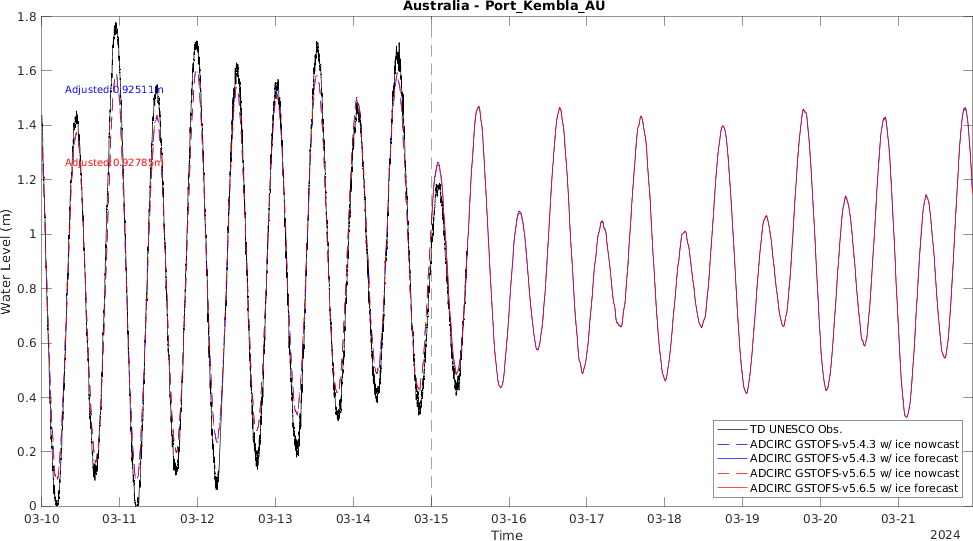 Australia - Port_Kembla_AU
1.8
1.6
1.4
1.2
1
0.8
0.6
0.4
0.2
0
Water Level (m)
Adjusted:0.92511m
Adjusted:0.92785m
TD UNESCO Obs.
ADCIRC GSTOFS-v5.4.3 w/ ice nowcast
ADCIRC GSTOFS-v5.4.3 w/ ice forecast
ADCIRC GSTOFS-v5.6.5 w/ ice nowcast
ADCIRC GSTOFS-v5.6.5 w/ ice forecast
03-10 03-11 03-12 03-13 03-14 03-15 03-16 03-17 03-18 03-19 03-20 03-21
Time
2024